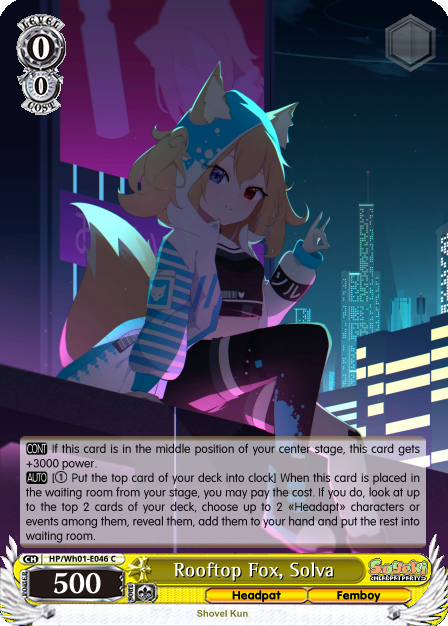 LEVEL
0
0
COST
CONT If this card is in the middle position of your center stage, this card gets
+3000 power.
AUTO [① Put the top card of your deck into clock] When this card is placed in
the waiting room from your stage, you may pay the cost. If you do, look at up
to the top 2 cards of your deck, choose up to 2 «Headapt» characters or
events among them, reveal them, add them to your hand and put the rest into
waiting room.
CH HP/Wh01-E046 C
POWER 500 SOUL Rooftop Fox, Solva
Headpat Femboy
Shovel Kun